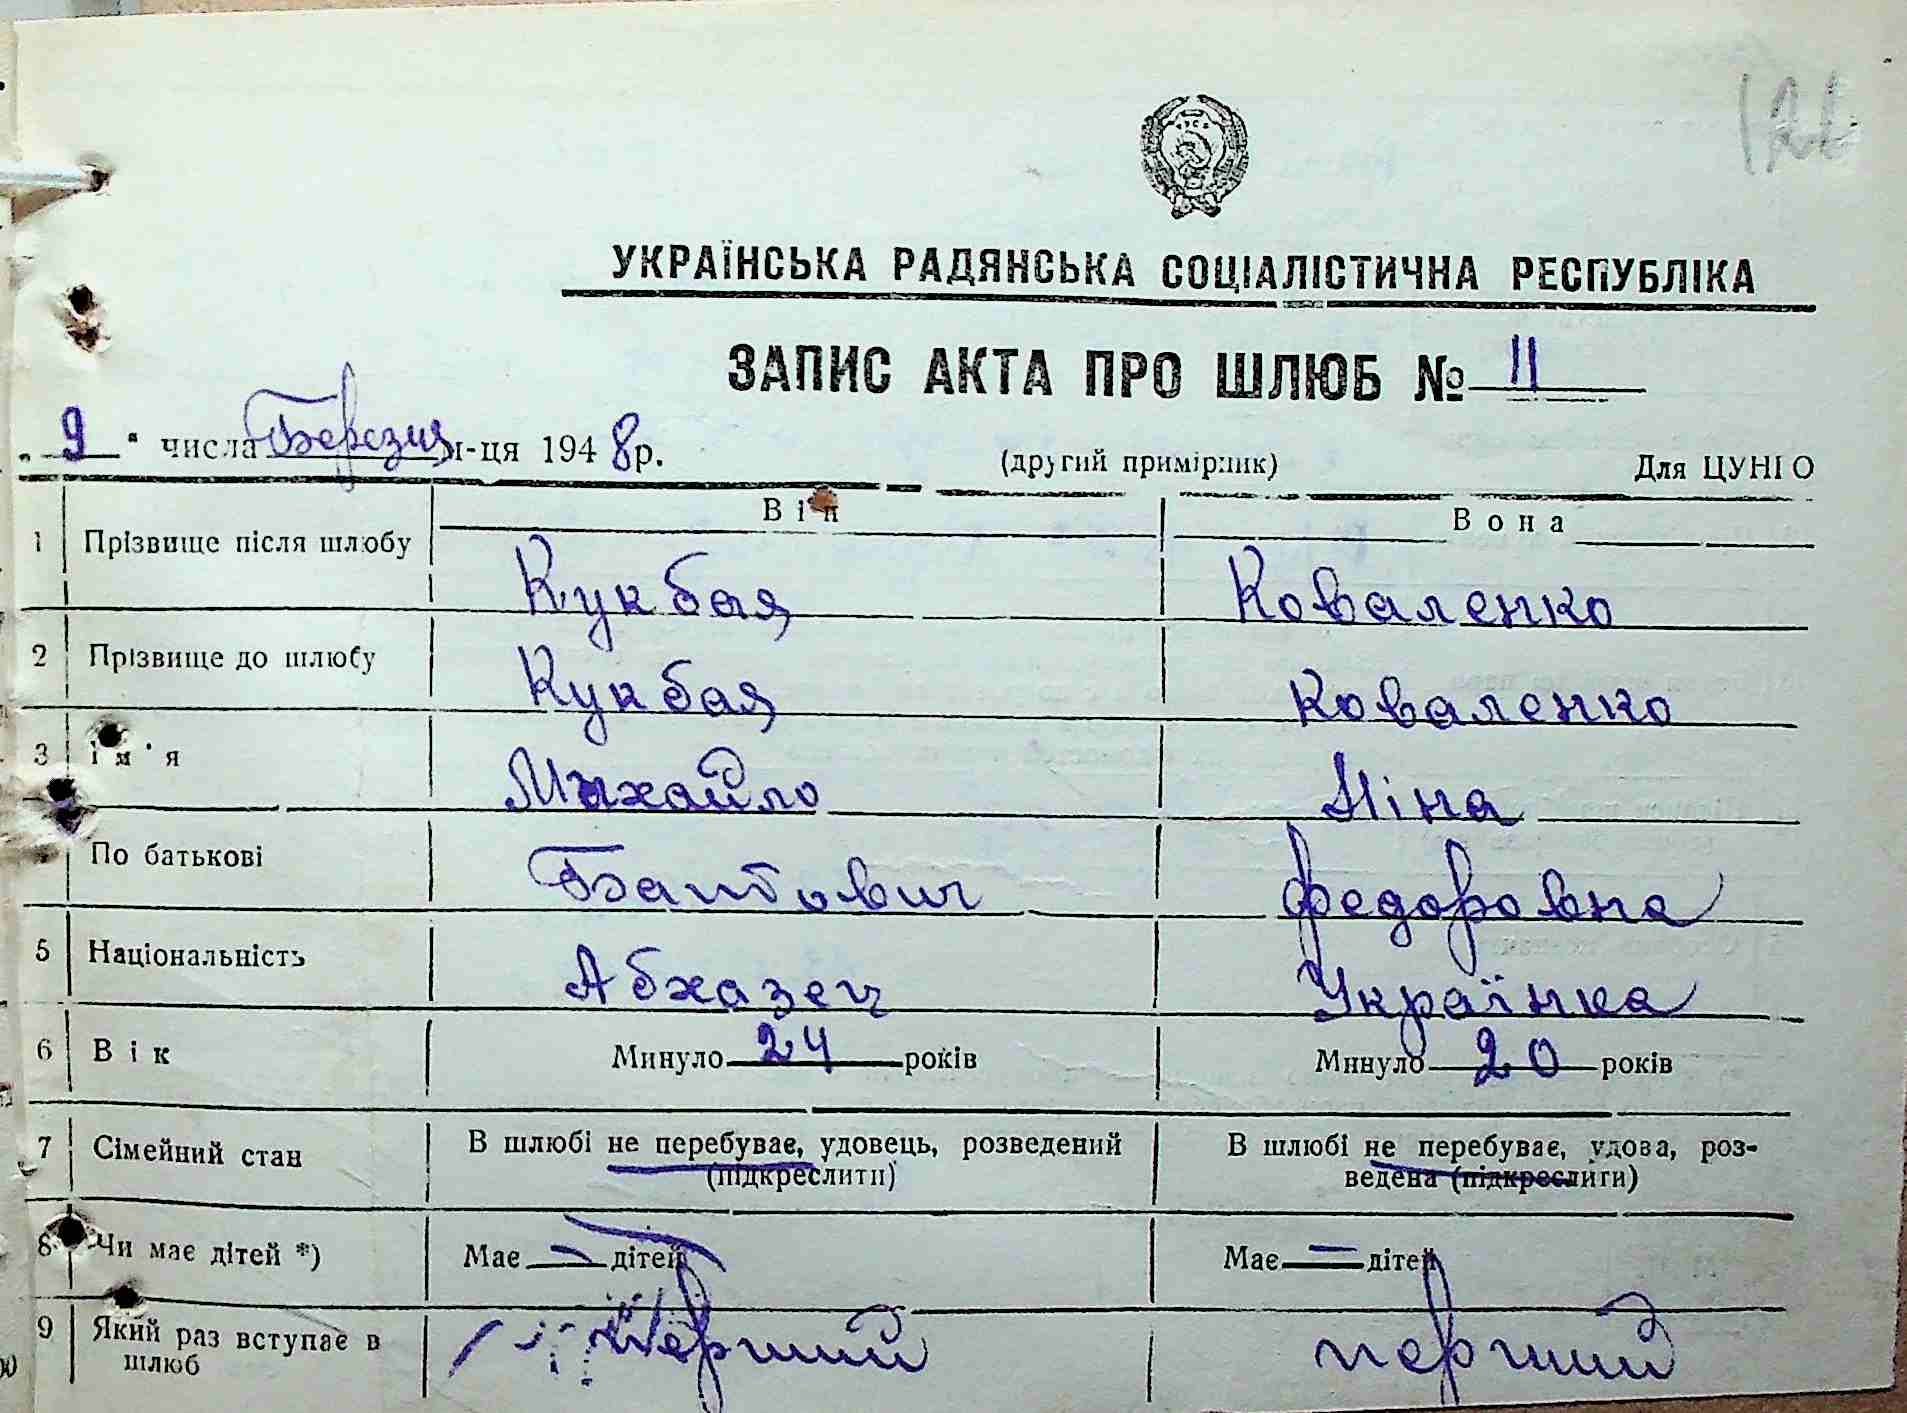 УКРАЇНСЬКА РАДЯНСЬКА СОЦІАЛІСТИЧНА РЕСПУБЛІКА
ЗАПИС АКТА ПРО ШЛЮБ № 11
„ 9 “ числа Березня м-ця 1948 р. (другий примірник) Для ЦУНГО
Він Вона
1 Прізвище після шлюбу Кукбая Коваленко
2 Прізвище до шлюбу Кукбая Коваленко
3 Ім'я Михайло Ніна
По батькові Федоровна
5 Національність Абхазец Українка
6 Вік Минуло 24 років Минуло 20 років
7 Сімейний стан В шлюбі не перебуває, удовець, розведений (підкреслити) В шлюбі не перебуває, удова, розведена (підкреслити)
8 Чи має дітей *) Має — дітей Має — дітей
9 Який раз вступає в шлюб Перший перший